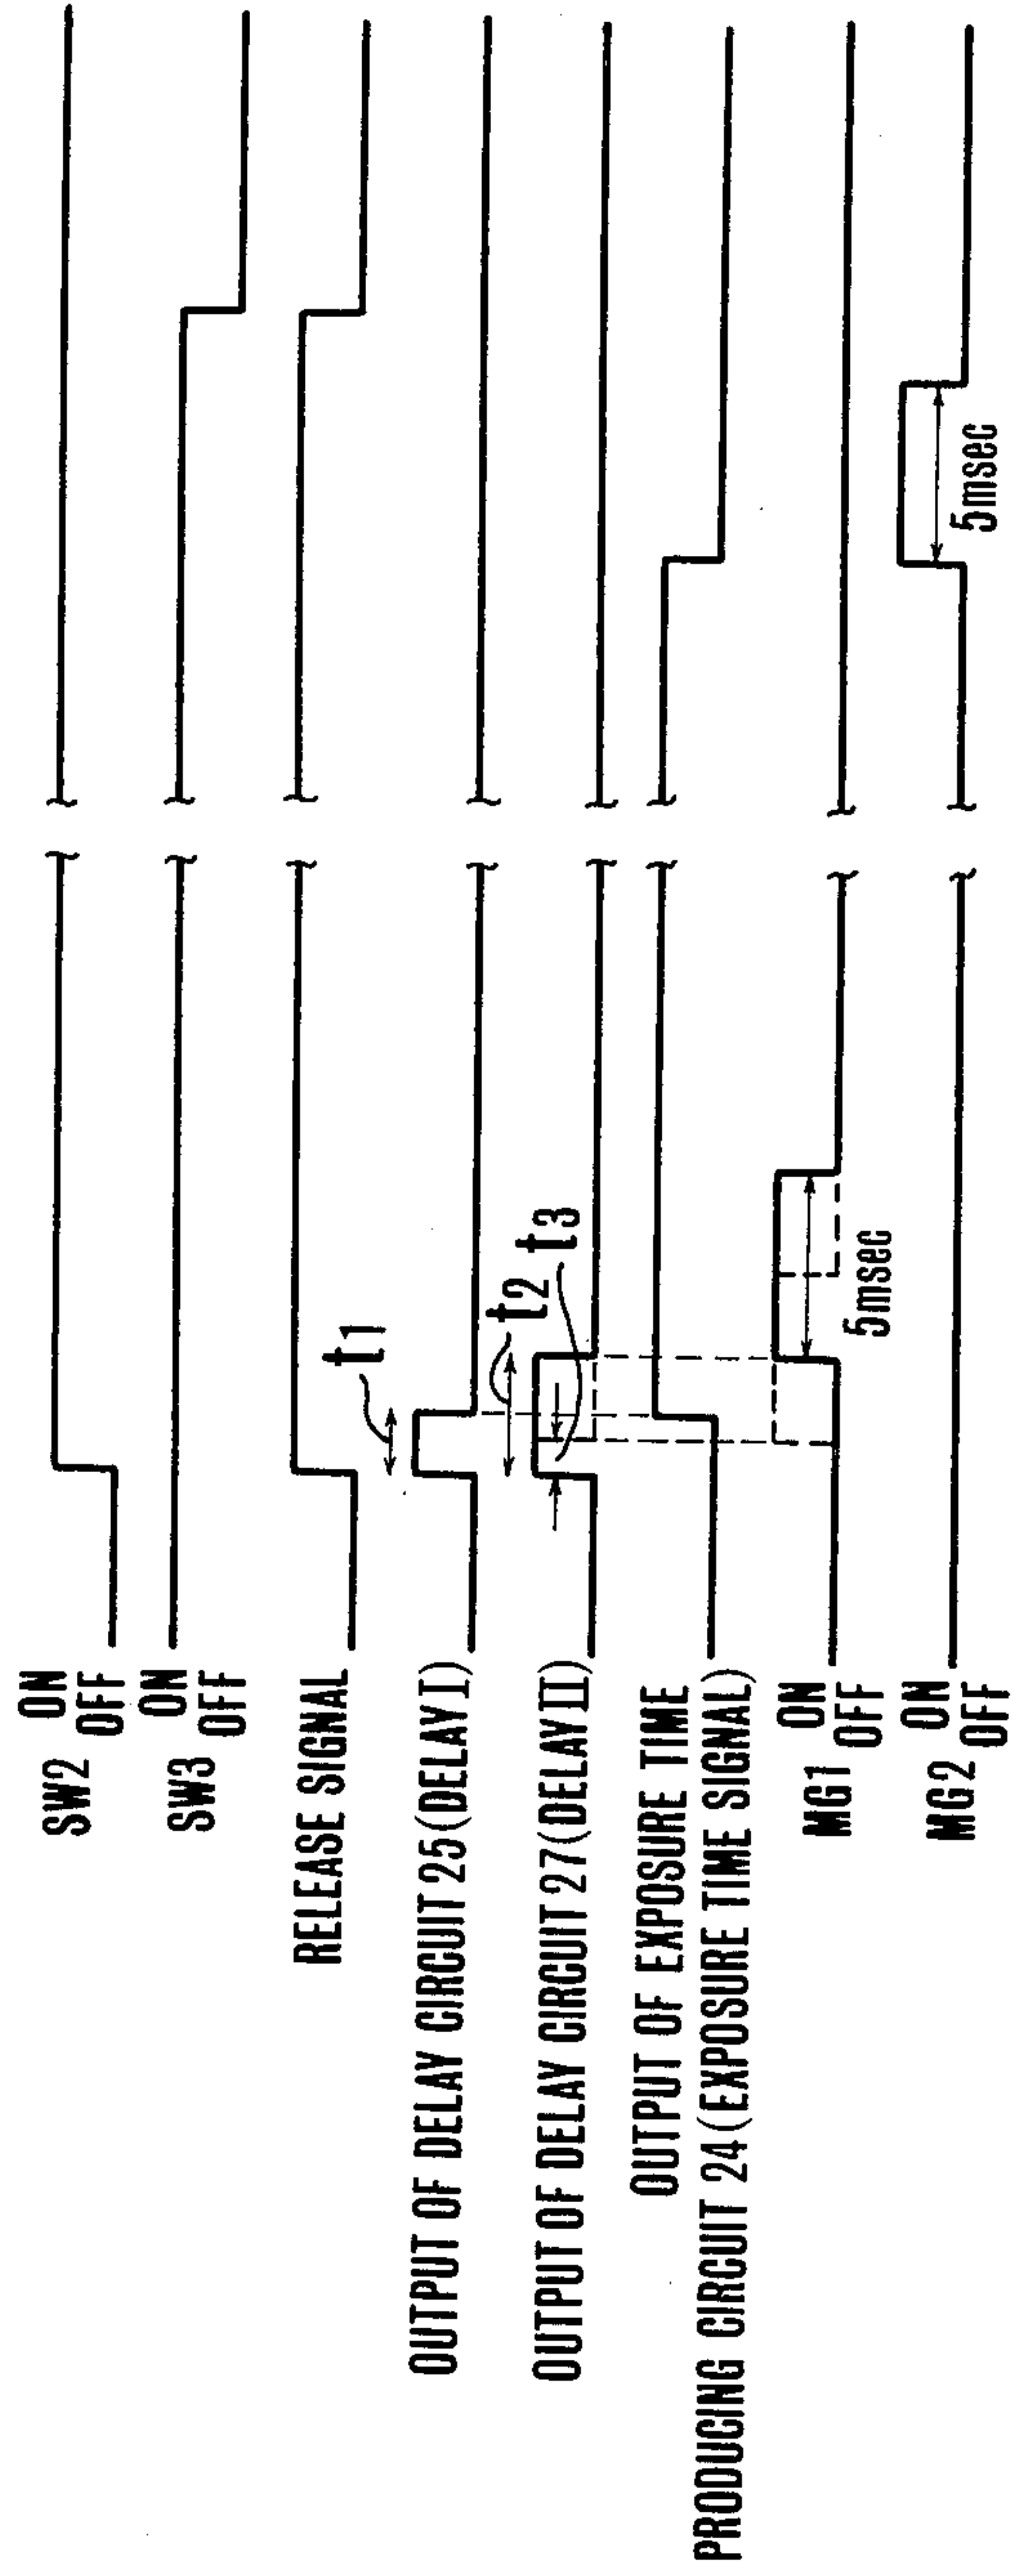 SW2 ON
OFF
SW3 ON
OFF
RELEASE SIGNAL
t1
OUTPUT OF DELAY CIRCUIT 25(DELAY I)
t2
OUTPUT OF DELAY CIRCUIT 27(DELAY II)
t3
OUTPUT OF EXPOSURE TIME
PRODUCING CIRCUIT 24(EXPOSURE TIME SIGNAL)
MG1 ON
OFF
5msec
MG2 ON
OFF
5msec